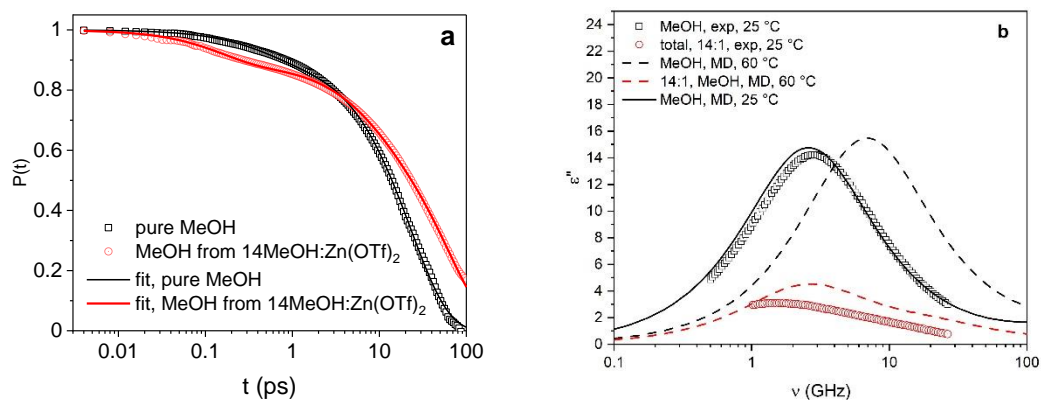 a
P(t)
1
0.8
0.6
0.4
0.2
0
pure MeOH
MeOH from 14MeOH:Zn(OTf)₂
fit, pure MeOH
fit, MeOH from 14MeOH:Zn(OTf)₂
0.01 0.1 1 10 100
t (ps)
b
ε''
24
22
20
18
16
14
12
10
8
6
4
2
0
MeOH, exp, 25 °C
total, 14:1, exp, 25 °C
MeOH, MD, 60 °C
14:1, MeOH, MD, 60 °C
MeOH, MD, 25 °C
0.1 1 10 100
ν (GHz)